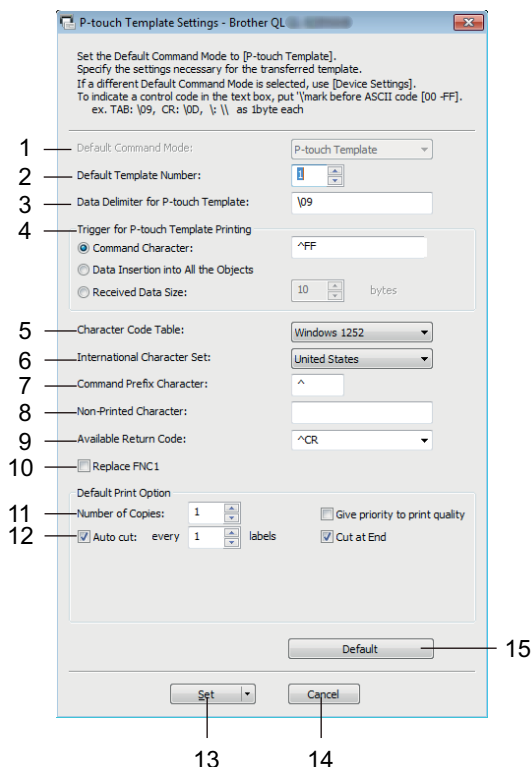 P-touch Template Settings - Brother QL
Set the Default Command Mode to [P-touch Template].
Specify the settings necessary for the transferred template.
If a different Default Command Mode is selected, use [Device Settings].
To indicate a control code in the text box, put '\'mark before ASCII code [00 -FF].
ex. TAB: \09, CR: \0D, \: \\ as 1byte each
1 Default Command Mode: P-touch Template
2 Default Template Number: 1
3 Data Delimiter for P-touch Template: \09
4 Trigger for P-touch Template Printing
Command Character: ^FF
Data Insertion into All the Objects
Received Data Size: 10 bytes
5 Character Code Table: Windows 1252
6 International Character Set: United States
7 Command Prefix Character: ^
8 Non-Printed Character:
9 Available Return Code: ^CR
10 Replace FNC1
Default Print Option
11 Number of Copies: 1 Give priority to print quality
12 Auto cut: every 1 labels Cut at End
Default 15
Set Cancel
13 14